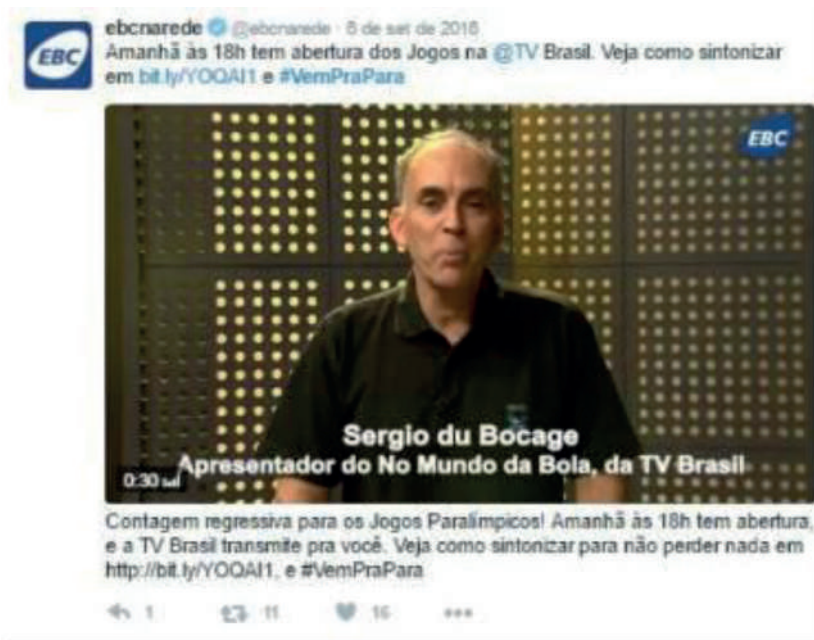 ebcnarede @ebcnarede · 6 de set de 2016
EBC
Amanhã às 18h tem abertura dos Jogos na @TV Brasil. Veja como sintonizar
em bit.ly/YOQAI1 e #VemPraPara
EBC
Sergio du Bocage
Apresentador do No Mundo da Bola, da TV Brasil
0:30
Contagem regressiva para os Jogos Paralímpicos! Amanhã às 18h tem abertura,
e a TV Brasil transmite pra você. Veja como sintonizar para não perder nada em
http://bit.ly/YOQAI1, e #VemPraPara
1 11 16